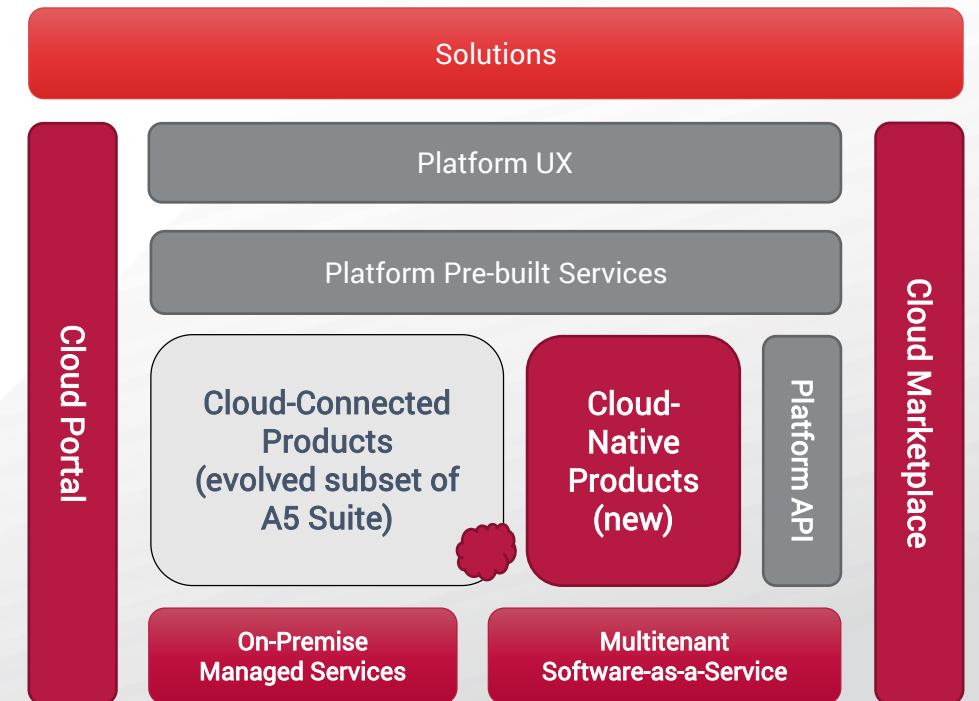 Solutions
Platform UX
Platform Pre-built Services
Cloud Portal
Cloud-Connected
Products
(evolved subset of
A5 Suite)
Cloud-
Native
Products
(new)
Platform API
Cloud Marketplace
On-Premise
Managed Services
Multitenant
Software-as-a-Service